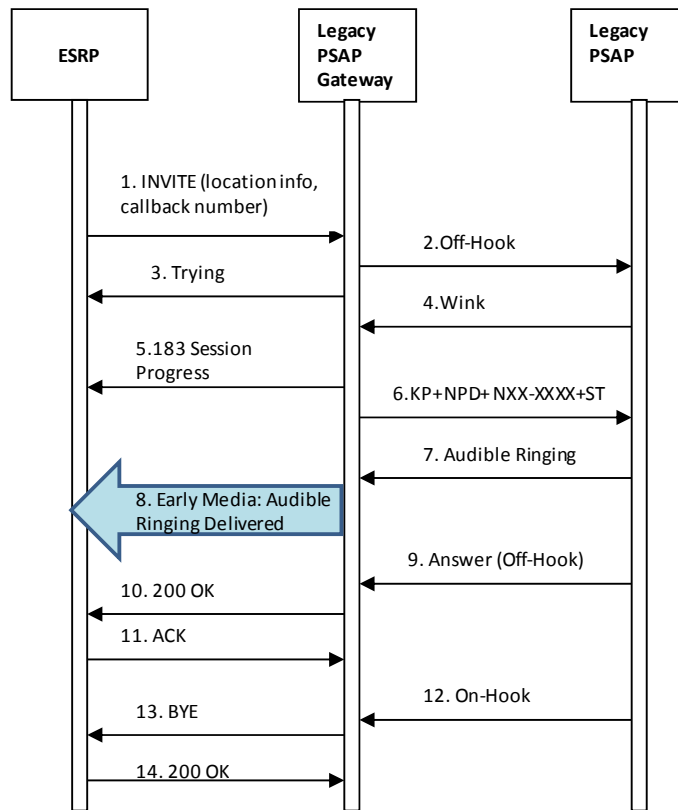 ESRP
Legacy
PSAP
Gateway
Legacy
PSAP
1. INVITE (location info,
callback number)
2.Off-Hook
3. Trying
4.Wink
5.183 Session
Progress
6.KP+NPD+NXX-XXXX+ST
7. Audible Ringing
8. Early Media: Audible
Ringing Delivered
9. Answer (Off-Hook)
10. 200 OK
11. ACK
12. On-Hook
13. BYE
14. 200 OK